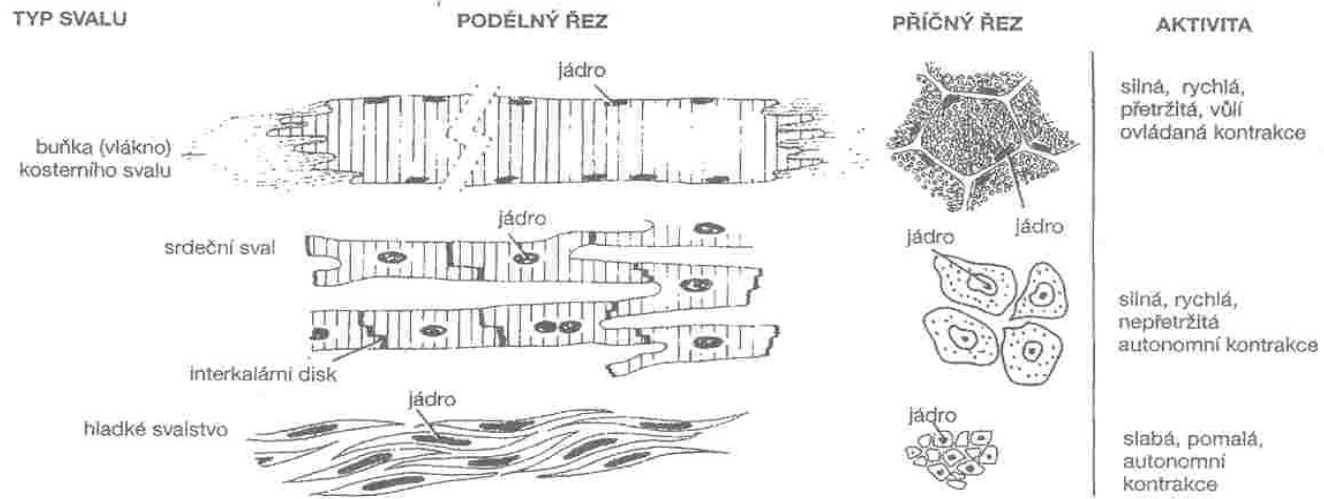 TYP SVALU
PODÉLNÝ ŘEZ
PŘÍČNÝ ŘEZ
AKTIVITA
jádro
buňka (vlákno)
kosterního svalu
jádro
silná, rychlá,
přetržitá, vůlí
ovládaná kontrakce
srdeční sval
jádro
interkalární disk
jádro
silná, rychlá,
nepřetržitá
autonomní kontrakce
hladké svalstvo
jádro
jádro
slabá, pomalá,
autonomní
kontrakce